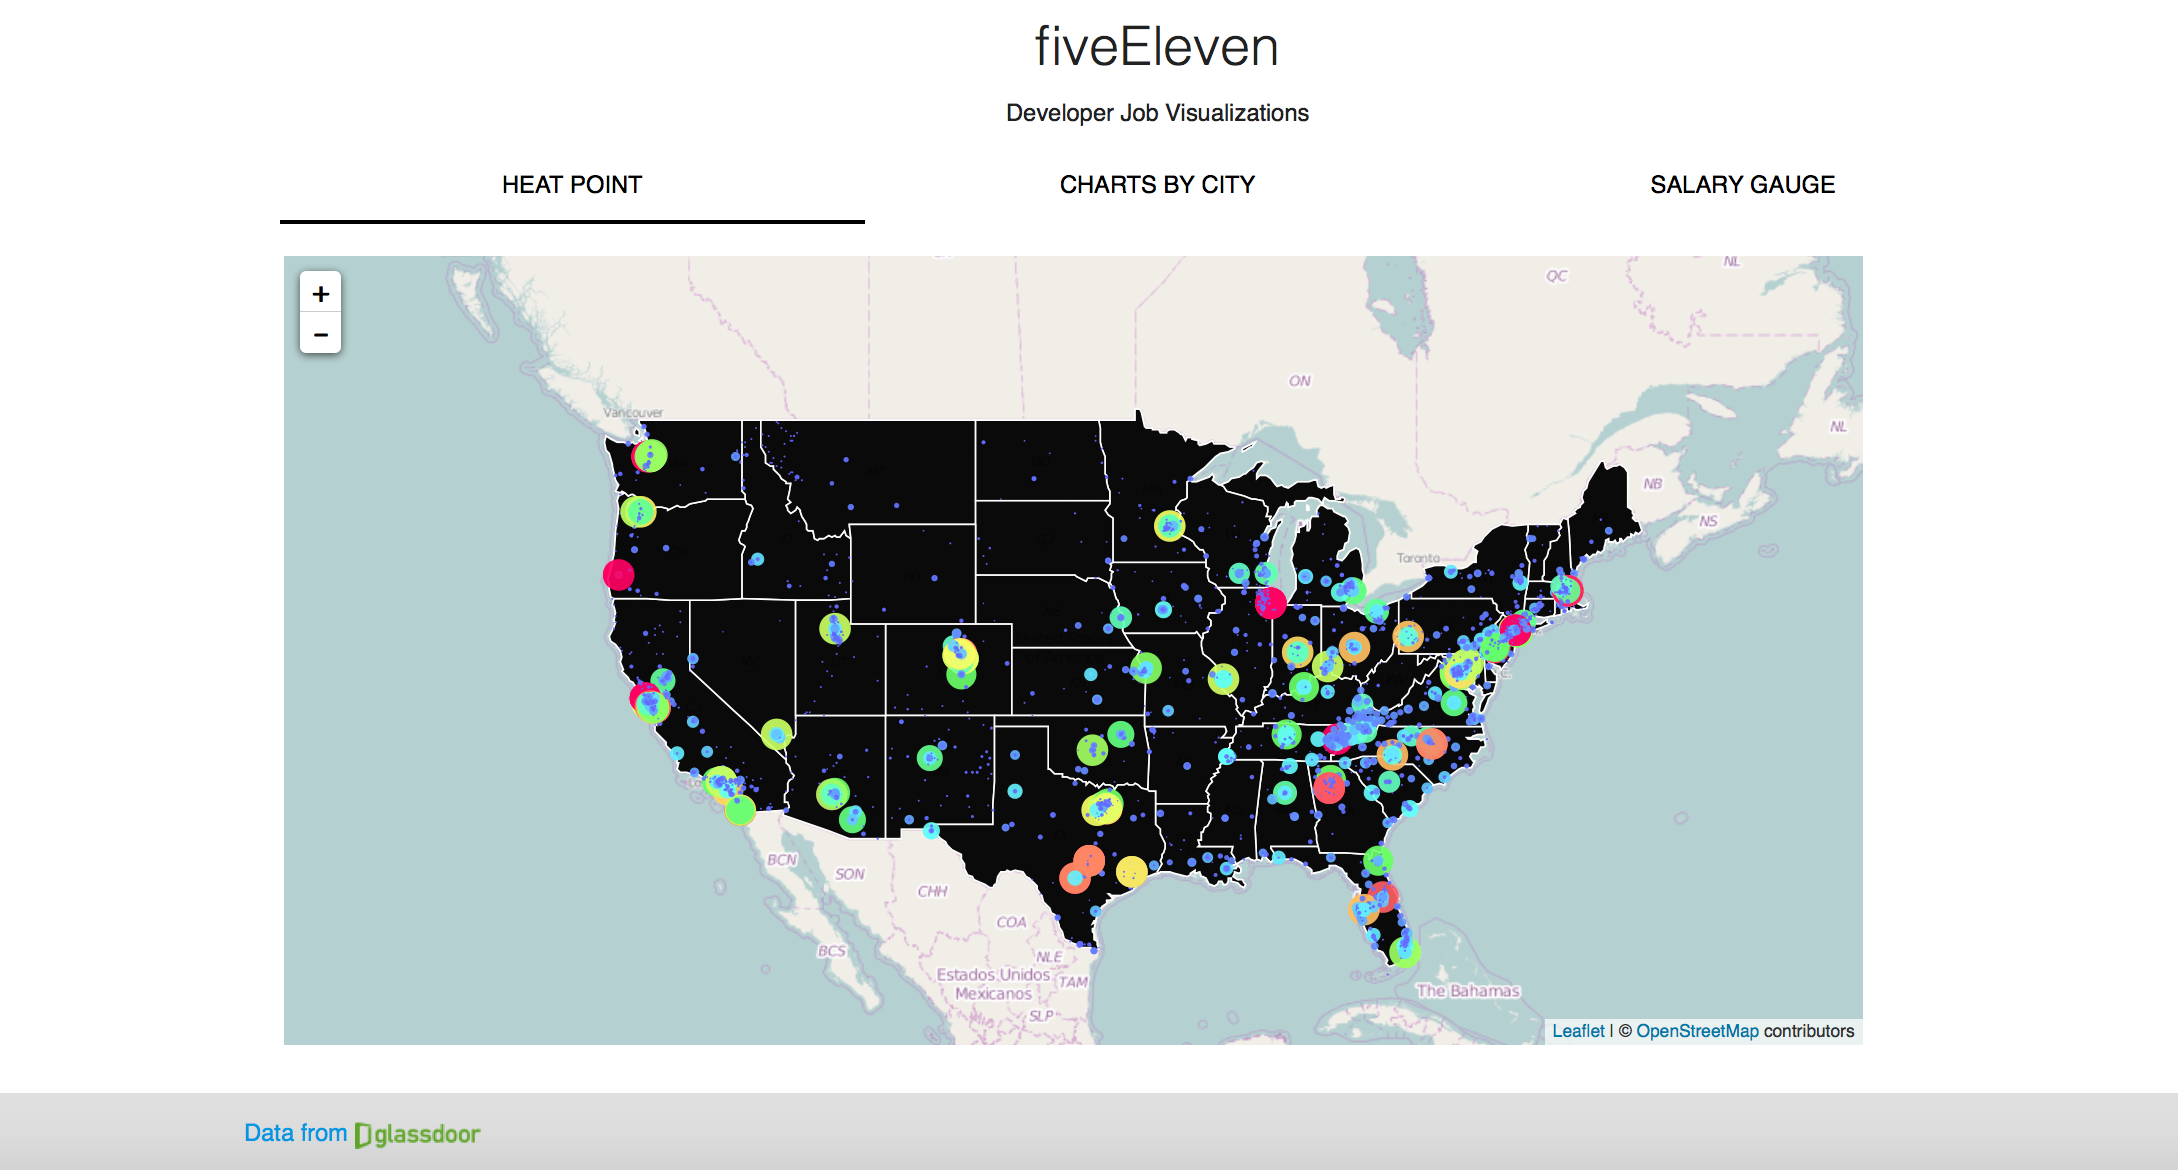 fiveEleven
Developer Job Visualizations
HEAT POINT
CHARTS BY CITY
SALARY GAUGE
+
−
QC
NL
ON
Vancouver
NL
NB
NS
Toronto
BCN
SON
CHH
COA
BCS
NLE
Estados Unidos
Mexicanos
TAM
SLP
The Bahamas
Leaflet | © OpenStreetMap contributors
Data from glassdoor